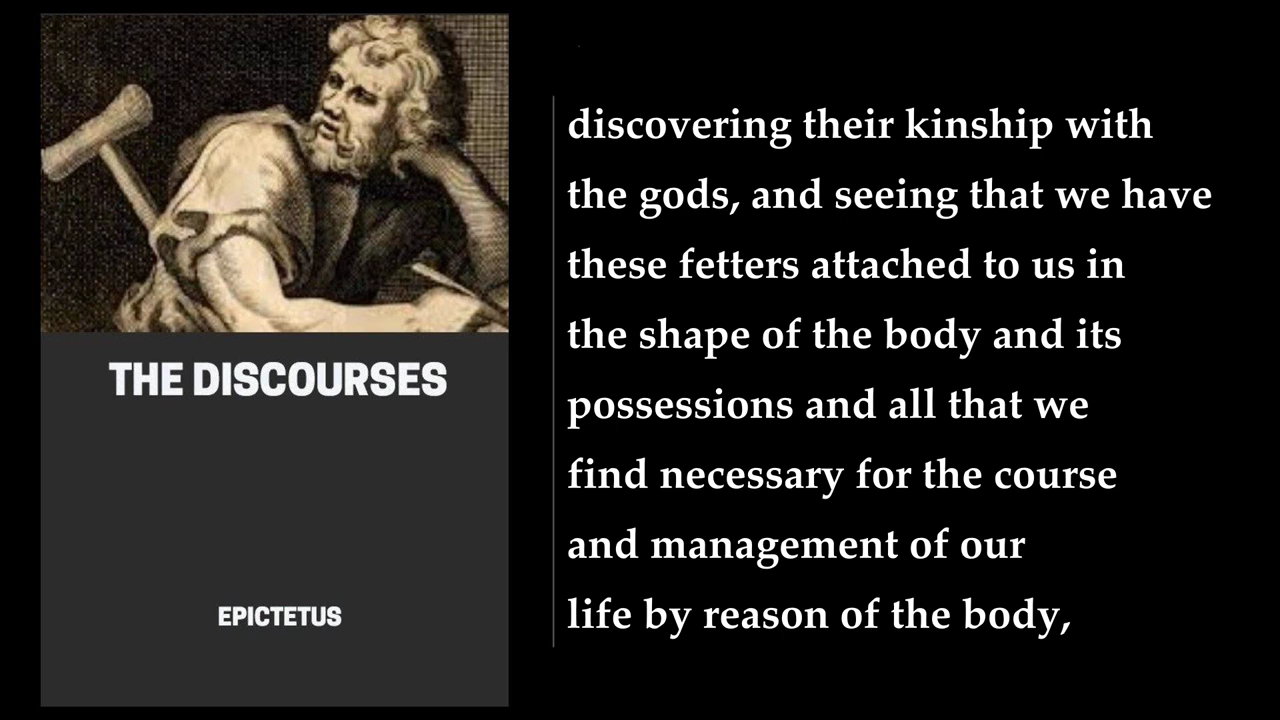 THE DISCOURSES
EPICTETUS
discovering their kinship with
the gods, and seeing that we have
these fetters attached to us in
the shape of the body and its
possessions and all that we
find necessary for the course
and management of our
life by reason of the body,